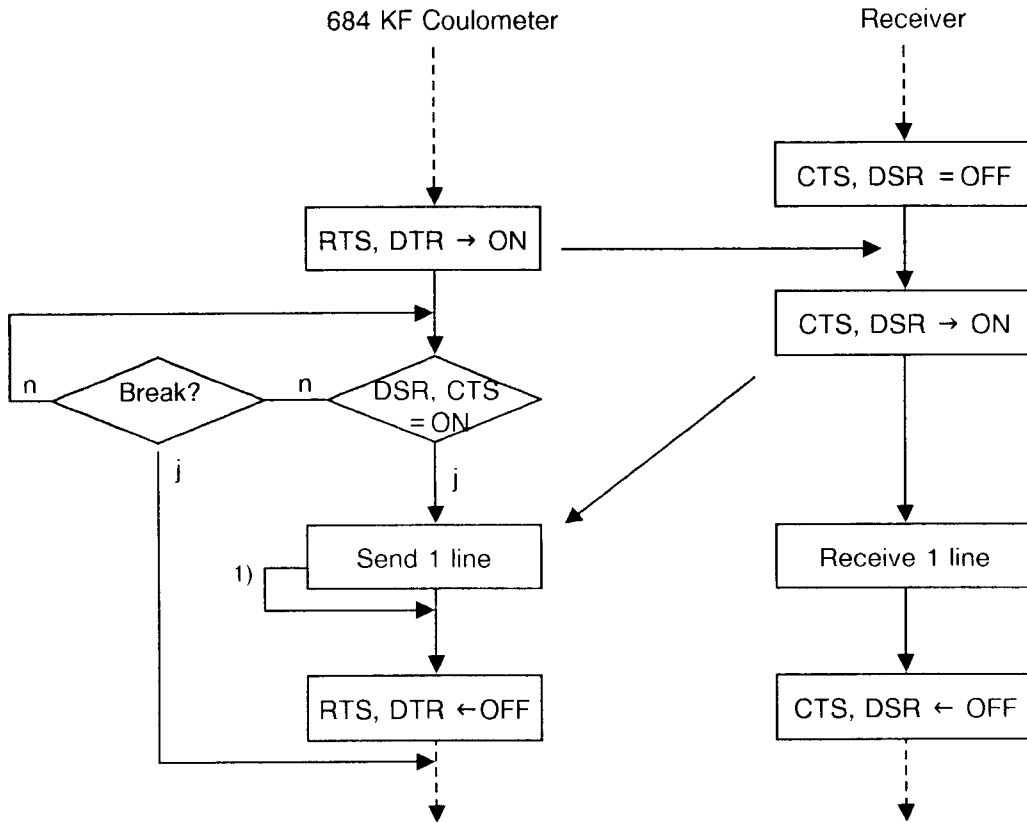 684 KF Coulometer
Receiver
CTS, DSR = OFF
RTS, DTR → ON
CTS, DSR → ON
n
Break?
n
DSR, CTS
= ON
j
j
Send 1 line
1)
Receive 1 line
RTS, DTR ← OFF
CTS, DSR ← OFF